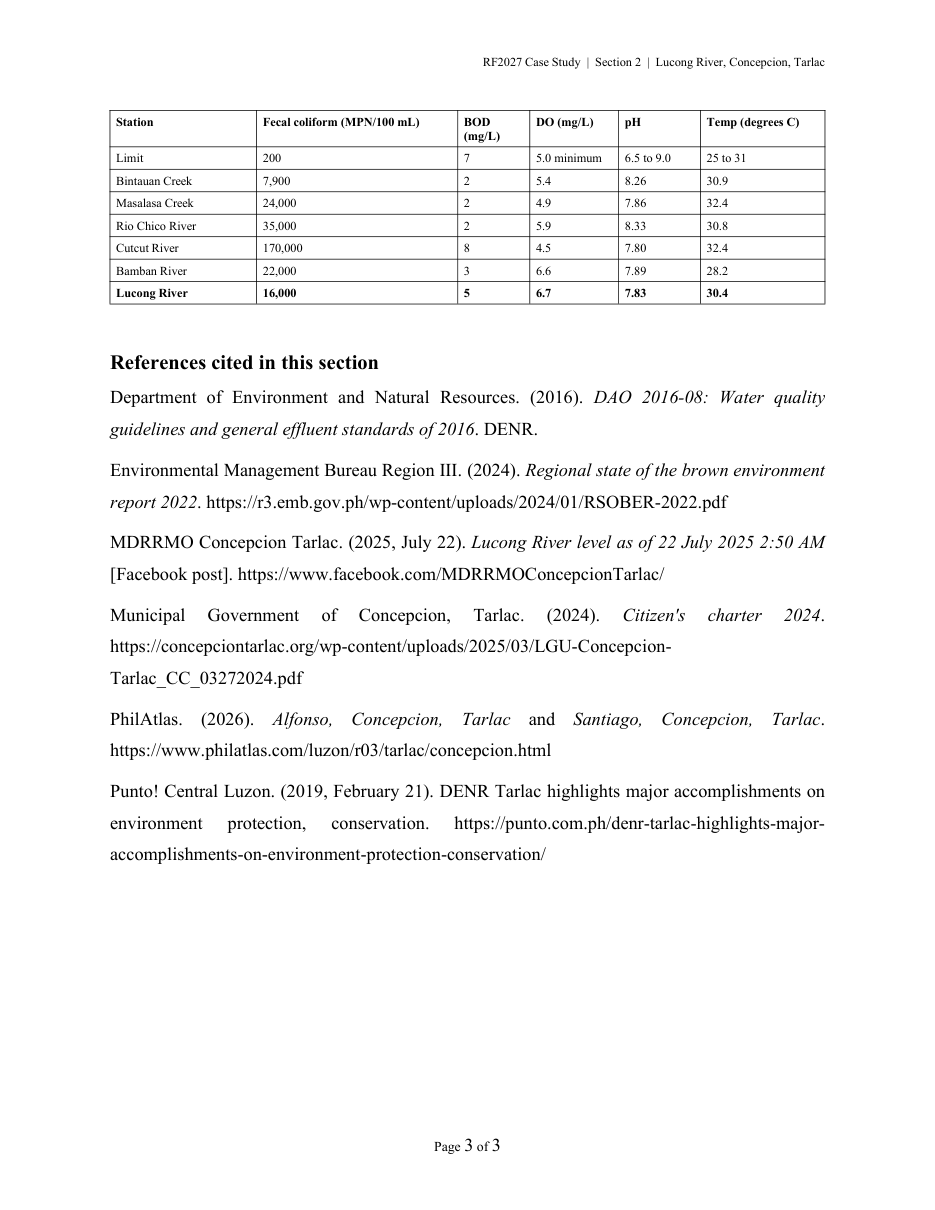 RF2027 Case Study | Section 2 | Lucong River, Concepcion, Tarlac
Station Fecal coliform (MPN/100 mL) BOD (mg/L) DO (mg/L) pH Temp (degrees C)
Limit 200 7 5.0 minimum 6.5 to 9.0 25 to 31
Bintauan Creek 7,900 2 5.4 8.26 30.9
Masalasa Creek 24,000 2 4.9 7.86 32.4
Rio Chico River 35,000 2 5.9 8.33 30.8
Cutcut River 170,000 8 4.5 7.80 32.4
Bamban River 22,000 3 6.6 7.89 28.2
Lucong River 16,000 5 6.7 7.83 30.4
References cited in this section
Department of Environment and Natural Resources. (2016). DAO 2016-08: Water quality
guidelines and general effluent standards of 2016. DENR.
Environmental Management Bureau Region III. (2024). Regional state of the brown environment
report 2022. https://r3.emb.gov.ph/wp-content/uploads/2024/01/RSOBER-2022.pdf
MDRRMO Concepcion Tarlac. (2025, July 22). Lucong River level as of 22 July 2025 2:50 AM
[Facebook post]. https://www.facebook.com/MDRRMOConcepcionTarlac/
Municipal Government of Concepcion, Tarlac. (2024). Citizen's charter 2024.
https://concepciontarlac.org/wp-content/uploads/2025/03/LGU-Concepcion-
Tarlac_CC_03272024.pdf
PhilAtlas. (2026). Alfonso, Concepcion, Tarlac and Santiago, Concepcion, Tarlac.
https://www.philatlas.com/luzon/r03/tarlac/concepcion.html
Punto! Central Luzon. (2019, February 21). DENR Tarlac highlights major accomplishments on
environment protection, conservation. https://punto.com.ph/denr-tarlac-highlights-major-
accomplishments-on-environment-protection-conservation/
Page 3 of 3